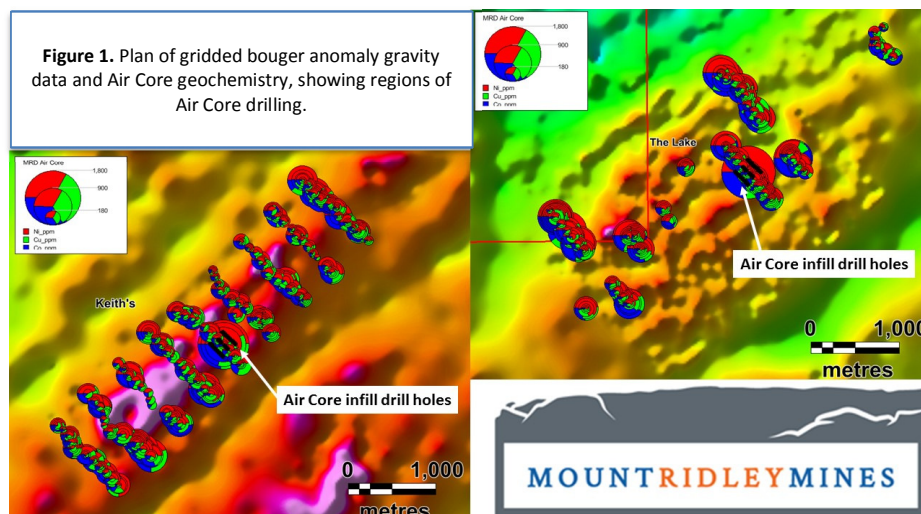 Figure 1. Plan of gridded bouger anomaly gravity
data and Air Core geochemistry, showing regions of
Air Core drilling.
MRD Air Core
1,800
900
180
Ni_ppm
Cu_ppm
Co_ppm
Keith's
Air Core infill drill holes
0 1,000
metres
MRD Air Core
1,800
900
180
Ni_ppm
Cu_ppm
Co_ppm
The Lake
Air Core infill drill holes
0 1,000
metres
MOUNTRIDLEYMINES